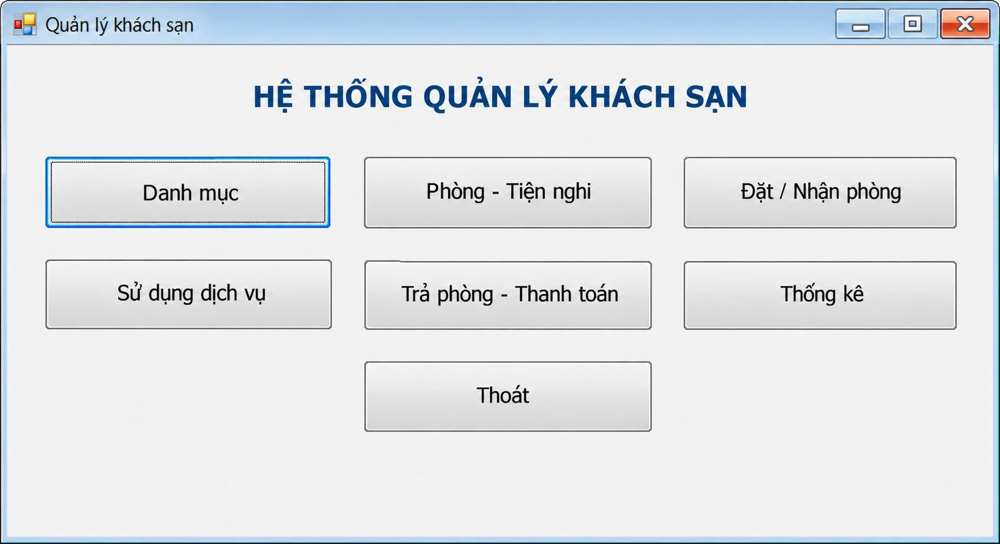 Quản lý khách sạn
HỆ THỐNG QUẢN LÝ KHÁCH SẠN
Danh mục
Phòng - Tiện nghi
Đặt / Nhận phòng
Sử dụng dịch vụ
Trả phòng - Thanh toán
Thống kê
Thoát